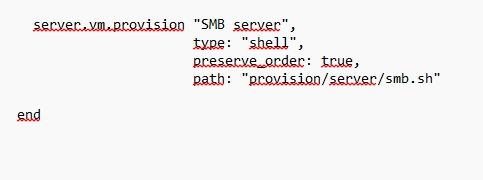 server.vm.provision "SMB server",
type: "shell",
preserve_order: true,
path: "provision/server/smb.sh"
end